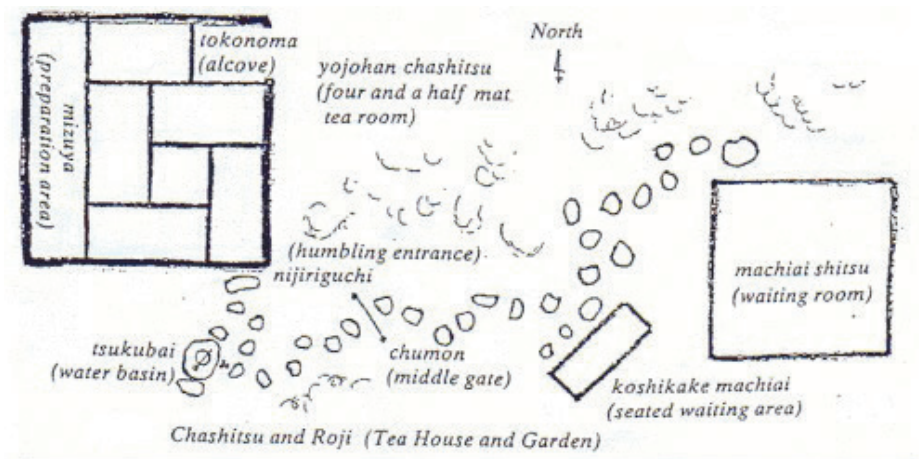 tokonoma
(alcove)
North
yojohan chashitsu
(four and a half mat
tea room)
mizuya
(preparation area)
(humbling entrance)
nijiriguchi
machiai shitsu
(waiting room)
tsukubai
(water basin)
chumon
(middle gate)
koshikake machiai
(seated waiting area)
Chashitsu and Roji (Tea House and Garden)